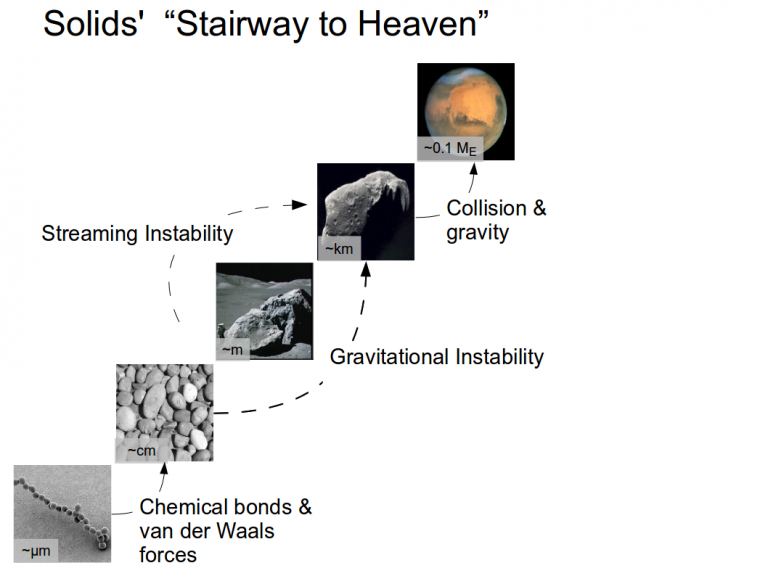 Solids' “Stairway to Heaven”
~0.1 ME
Collision &
gravity
~km
Streaming Instability
~m
Gravitational Instability
~cm
Chemical bonds &
van der Waals
forces
~μm